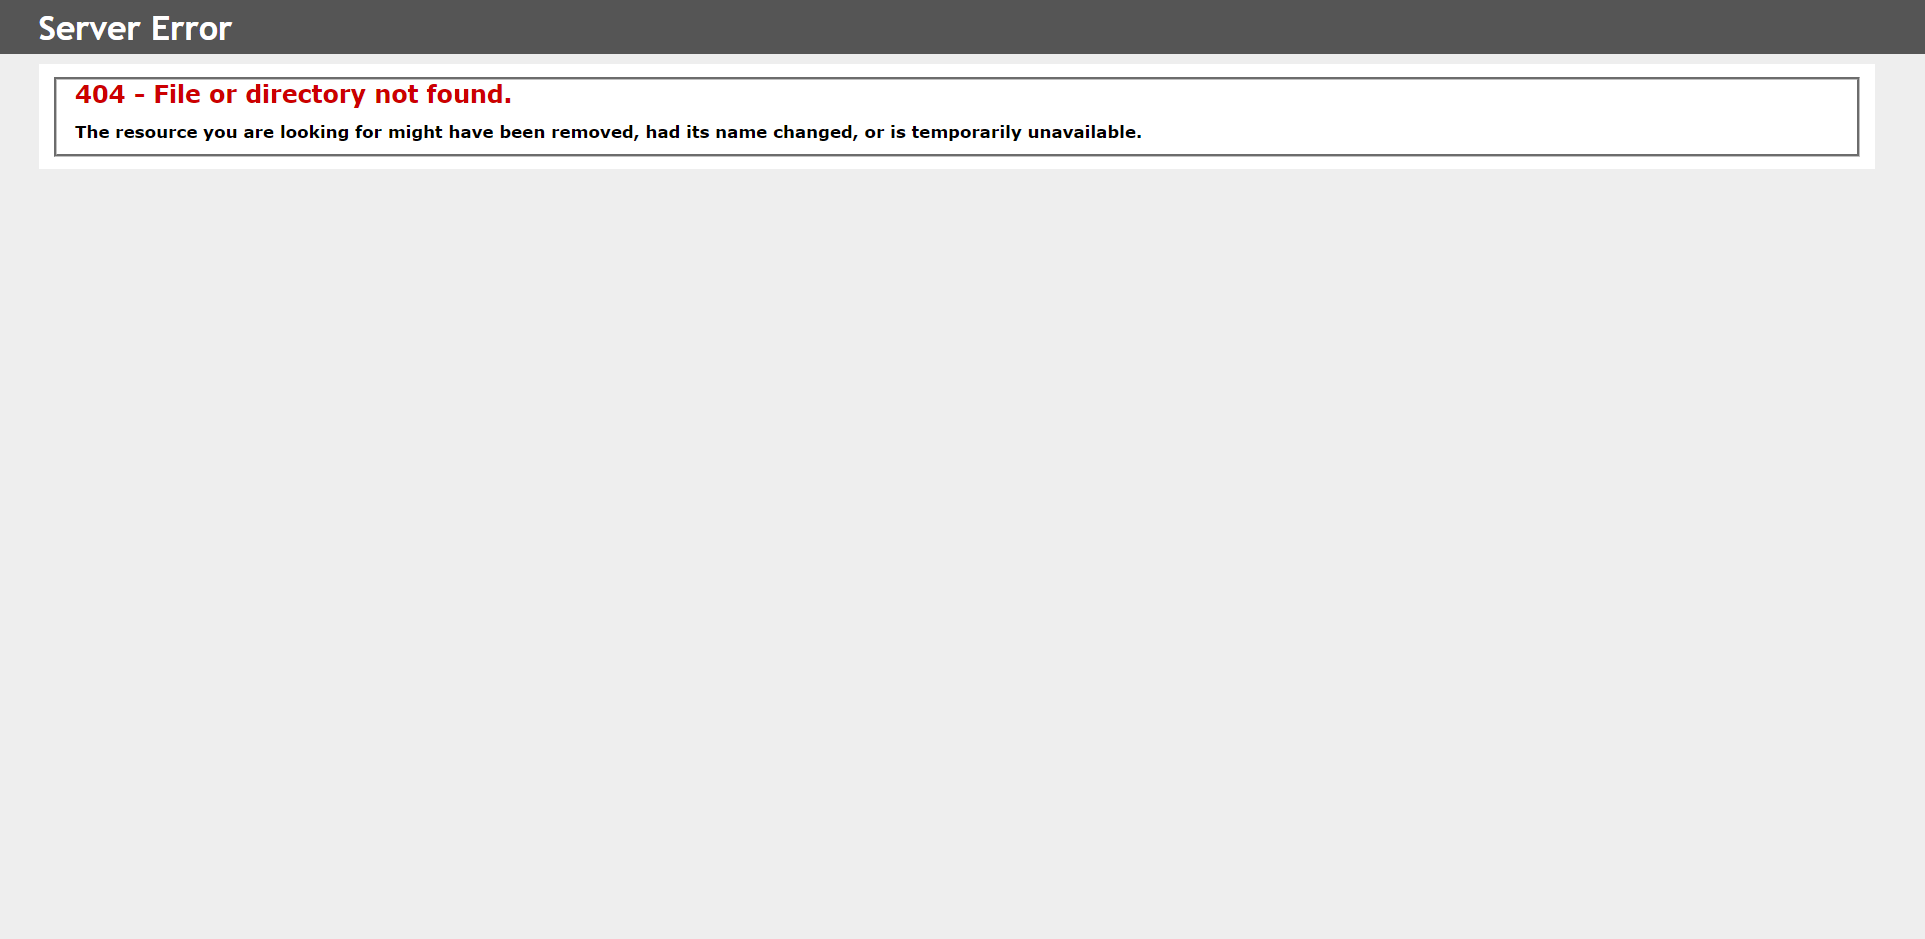 Server Error
404 - File or directory not found.
The resource you are looking for might have been removed, had its name changed, or is temporarily unavailable.